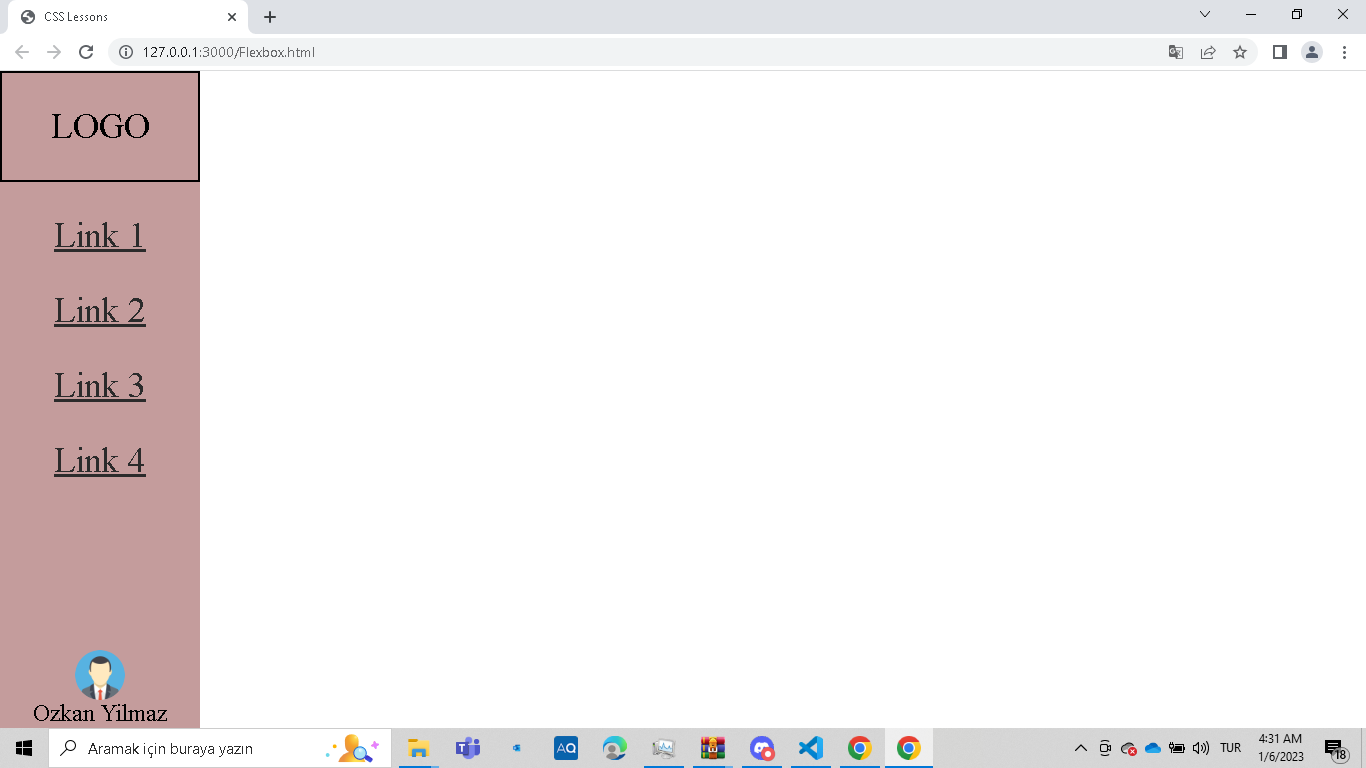 CSS Lessons
127.0.0.1:3000/Flexbox.html
LOGO
Link 1
Link 2
Link 3
Link 4
Ozkan Yilmaz
Aramak için buraya yazın
AQ
TUR
4:31 AM
1/6/2023
18